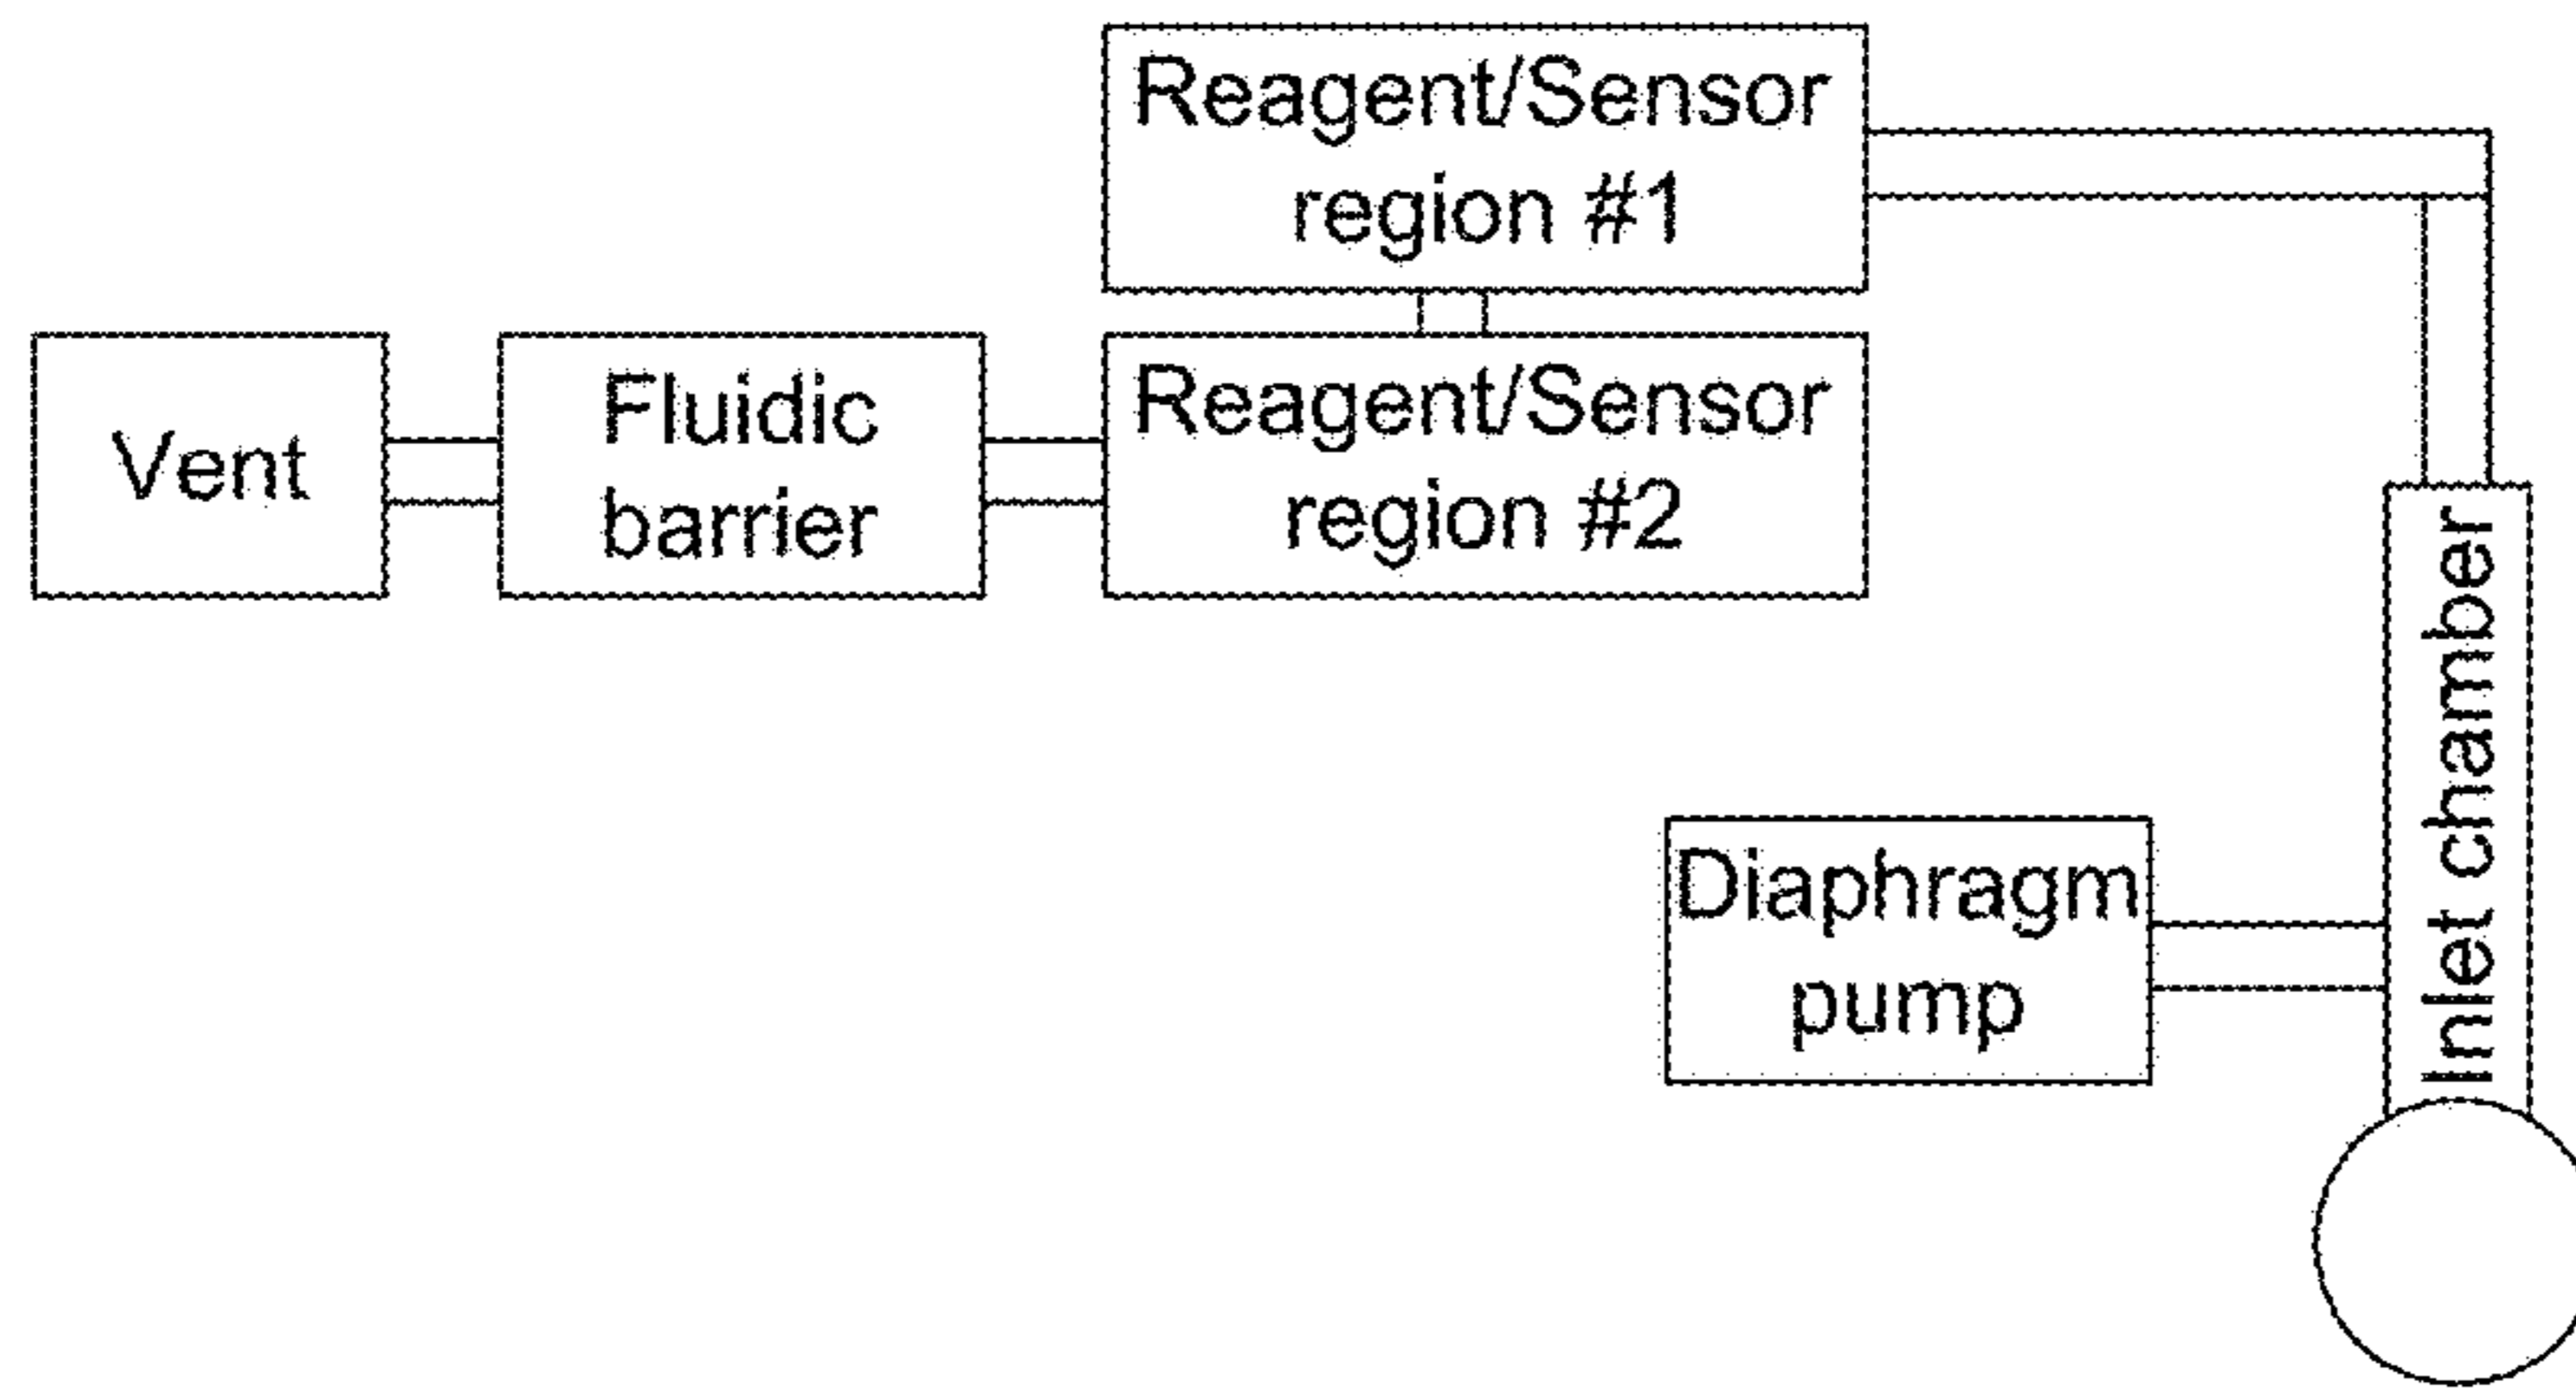 Reagent/Sensor
region #1
Vent
Fluidic
barrier
Reagent/Sensor
region #2
Inlet chamber
Diaphragm
pump